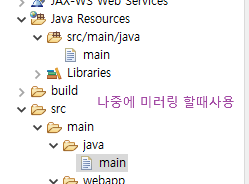 JAX-WS Web Services
Java Resources
src/main/java
main
Libraries
build
src 나중에 미러링 할때사용
main
java
main
webapp